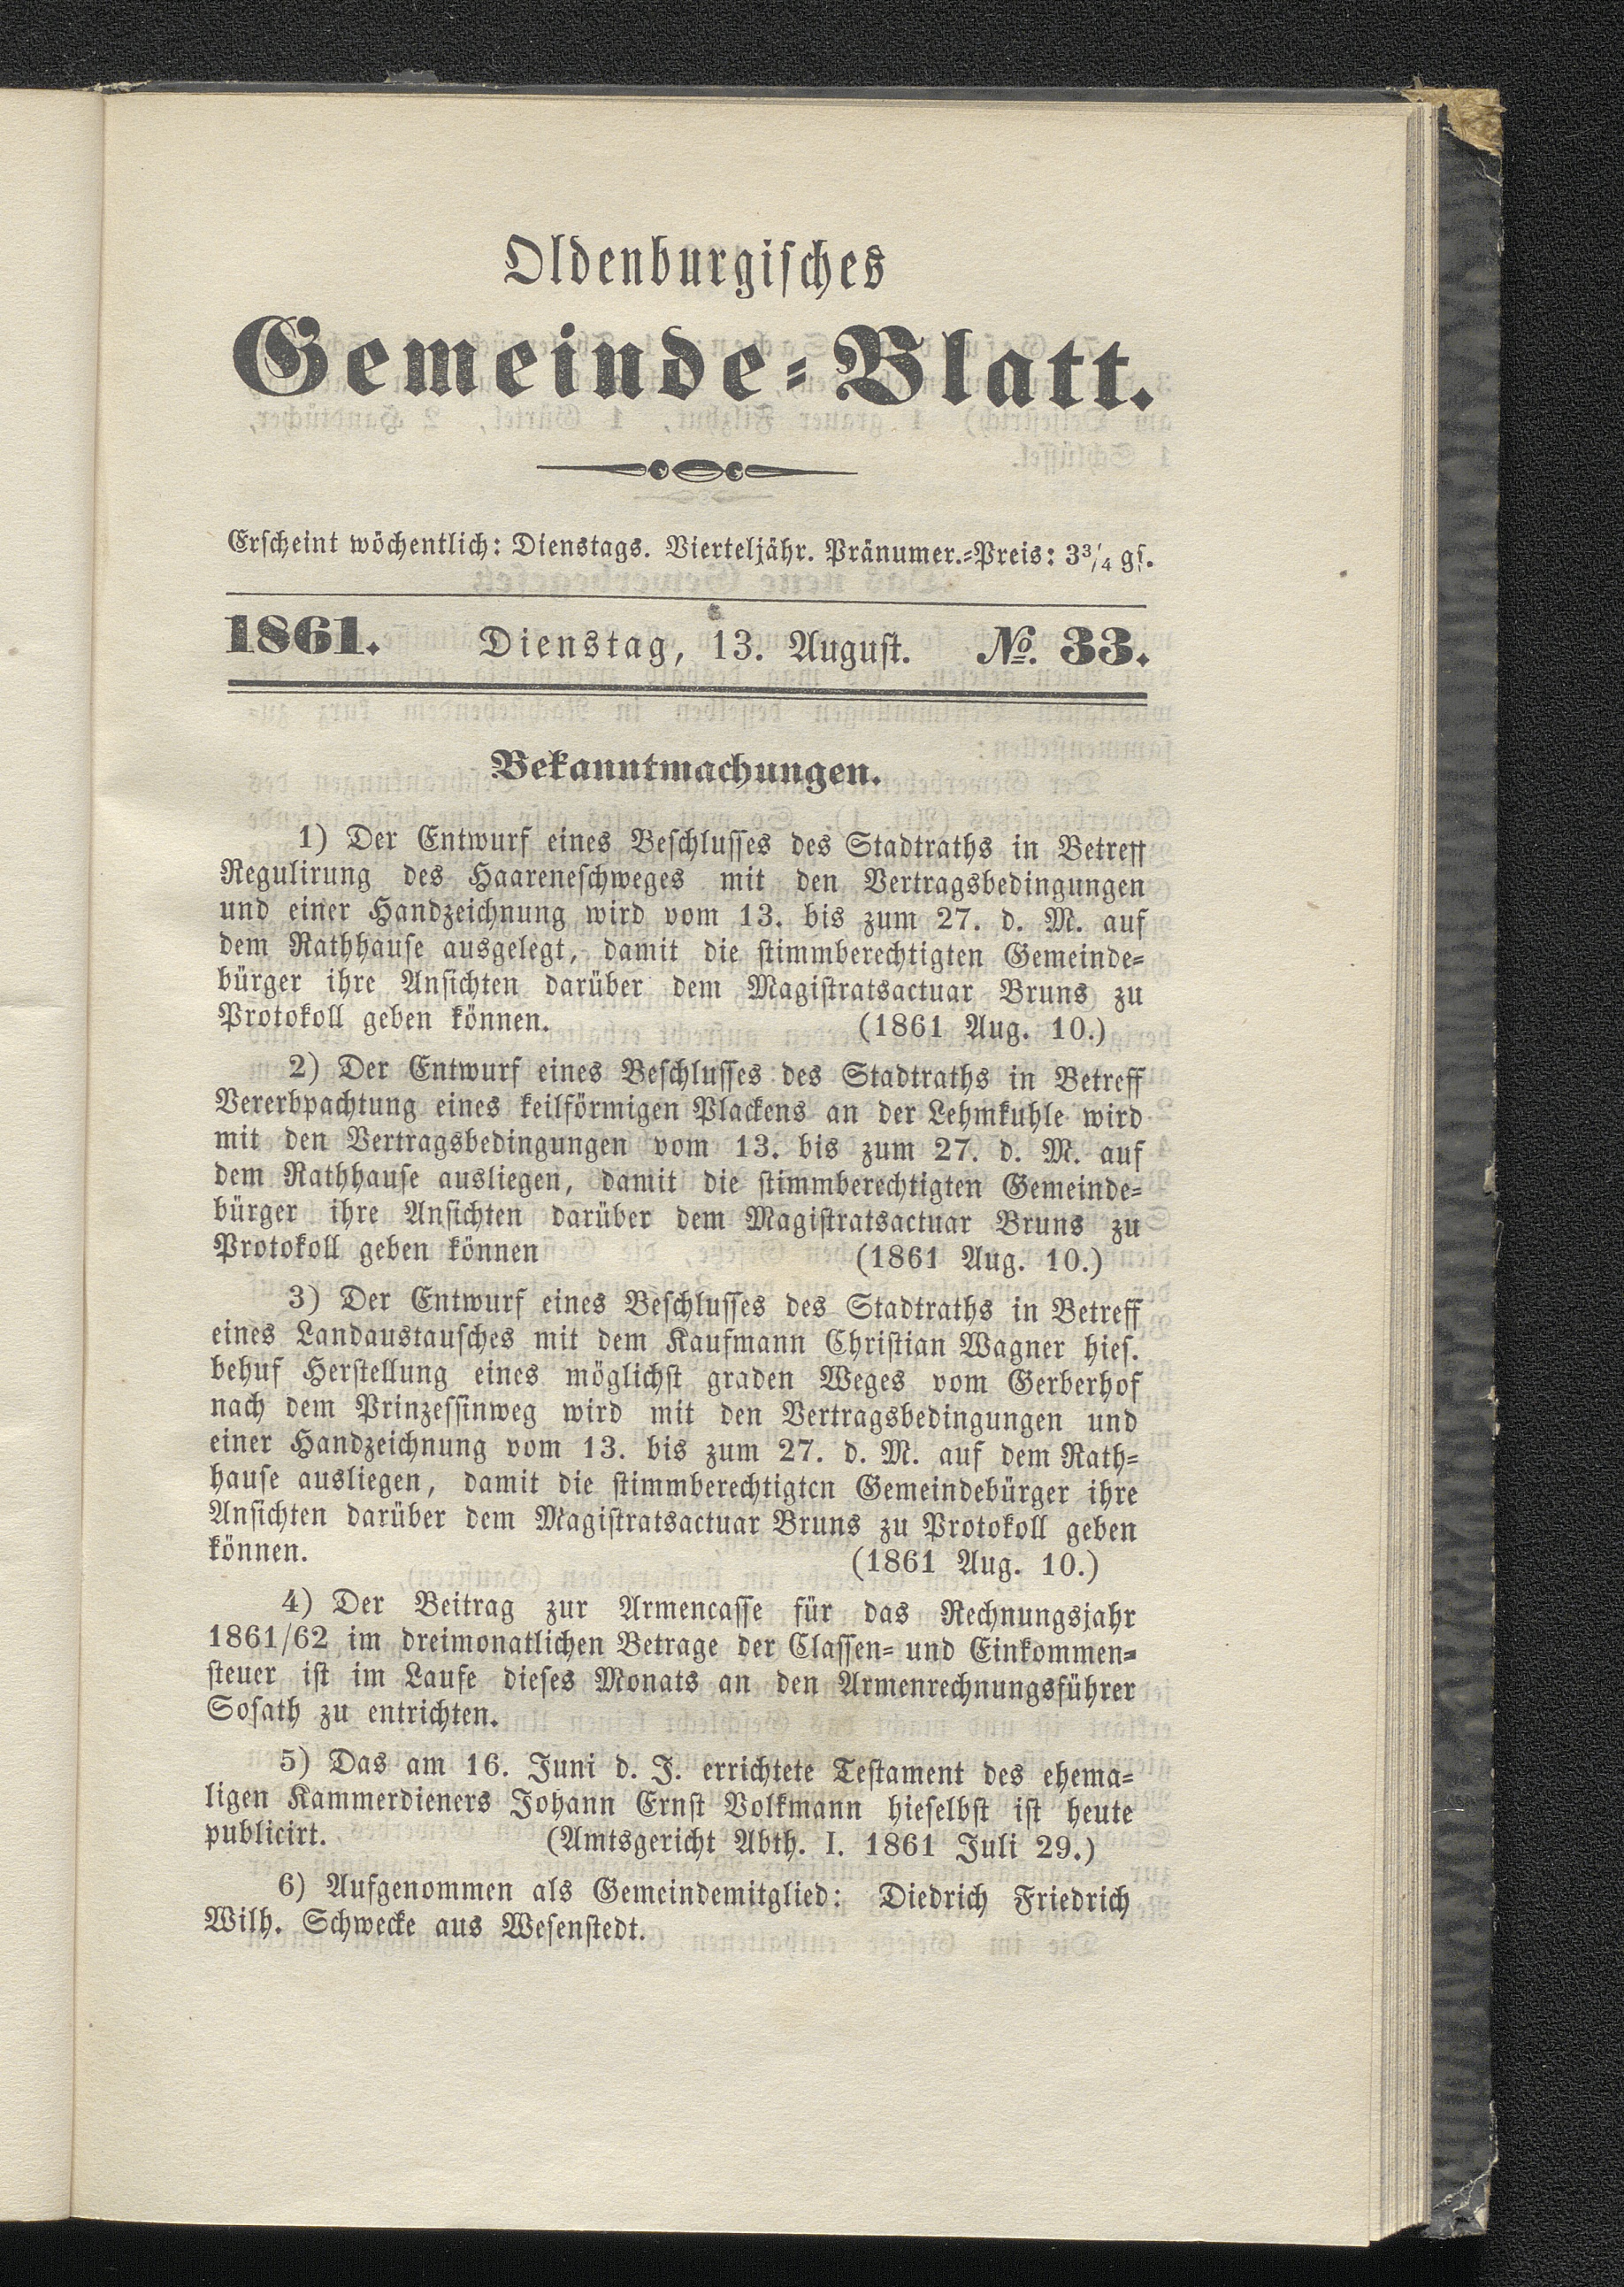 Oldenburgisches
Gemeinde-Blatt.
Erscheint wöchentlich: Dienstags. Vierteljähr. Pränumer.-Preis: 3¾ gs.
1861. Dienstag, 13. August. №. 33.
Bekanntmachungen.
1) Der Entwurf eines Beschlusses des Stadtraths in Betreff
Regulirung des Haareneschweges mit den Vertragsbedingungen
und einer Handzeichnung wird vom 13. bis zum 27. d. M. auf
dem Rathhause ausgelegt, damit die stimmberechtigten Gemeinde-
bürger ihre Ansichten darüber dem Magistratsactuar Bruns zu
Protokoll geben können. (1861 Aug. 10.)
2) Der Entwurf eines Beschlusses des Stadtraths in Betreff
Vererbpachtung eines keilförmigen Plackens an der Lehmkuhle wird
mit den Vertragsbedingungen vom 13. bis zum 27. d. M. auf
dem Rathhause ausliegen, damit die stimmberechtigten Gemeinde-
bürger ihre Ansichten darüber dem Magistratsactuar Bruns zu
Protokoll geben können (1861 Aug. 10.)
3) Der Entwurf eines Beschlusses des Stadtraths in Betreff
eines Landaustausches mit dem Kaufmann Christian Wagner hies.
behuf Herstellung eines möglichst graden Weges vom Gerberhof
nach dem Prinzessinweg wird mit den Vertragsbedingungen und
einer Handzeichnung vom 13. bis zum 27. d. M. auf dem Rath-
hause ausliegen, damit die stimmberechtigten Gemeindebürger ihre
Ansichten darüber dem Magistratsactuar Bruns zu Protokoll geben
können. (1861 Aug. 10.)
4) Der Beitrag zur Armencasse für das Rechnungsjahr
1861/62 im dreimonatlichen Betrage der Classen- und Einkommen-
steuer ist im Laufe dieses Monats an den Armenrechnungsführer
Sosath zu entrichten.
5) Das am 16. Juni d. J. errichtete Testament des ehema-
ligen Kammerdieners Johann Ernst Volkmann hieselbst ist heute
publicirt. (Amtsgericht Abth. I. 1861 Juli 29.)
6) Aufgenommen als Gemeindemitglied: Diedrich Friedrich
Wilh. Schwecke aus Wesenstedt.